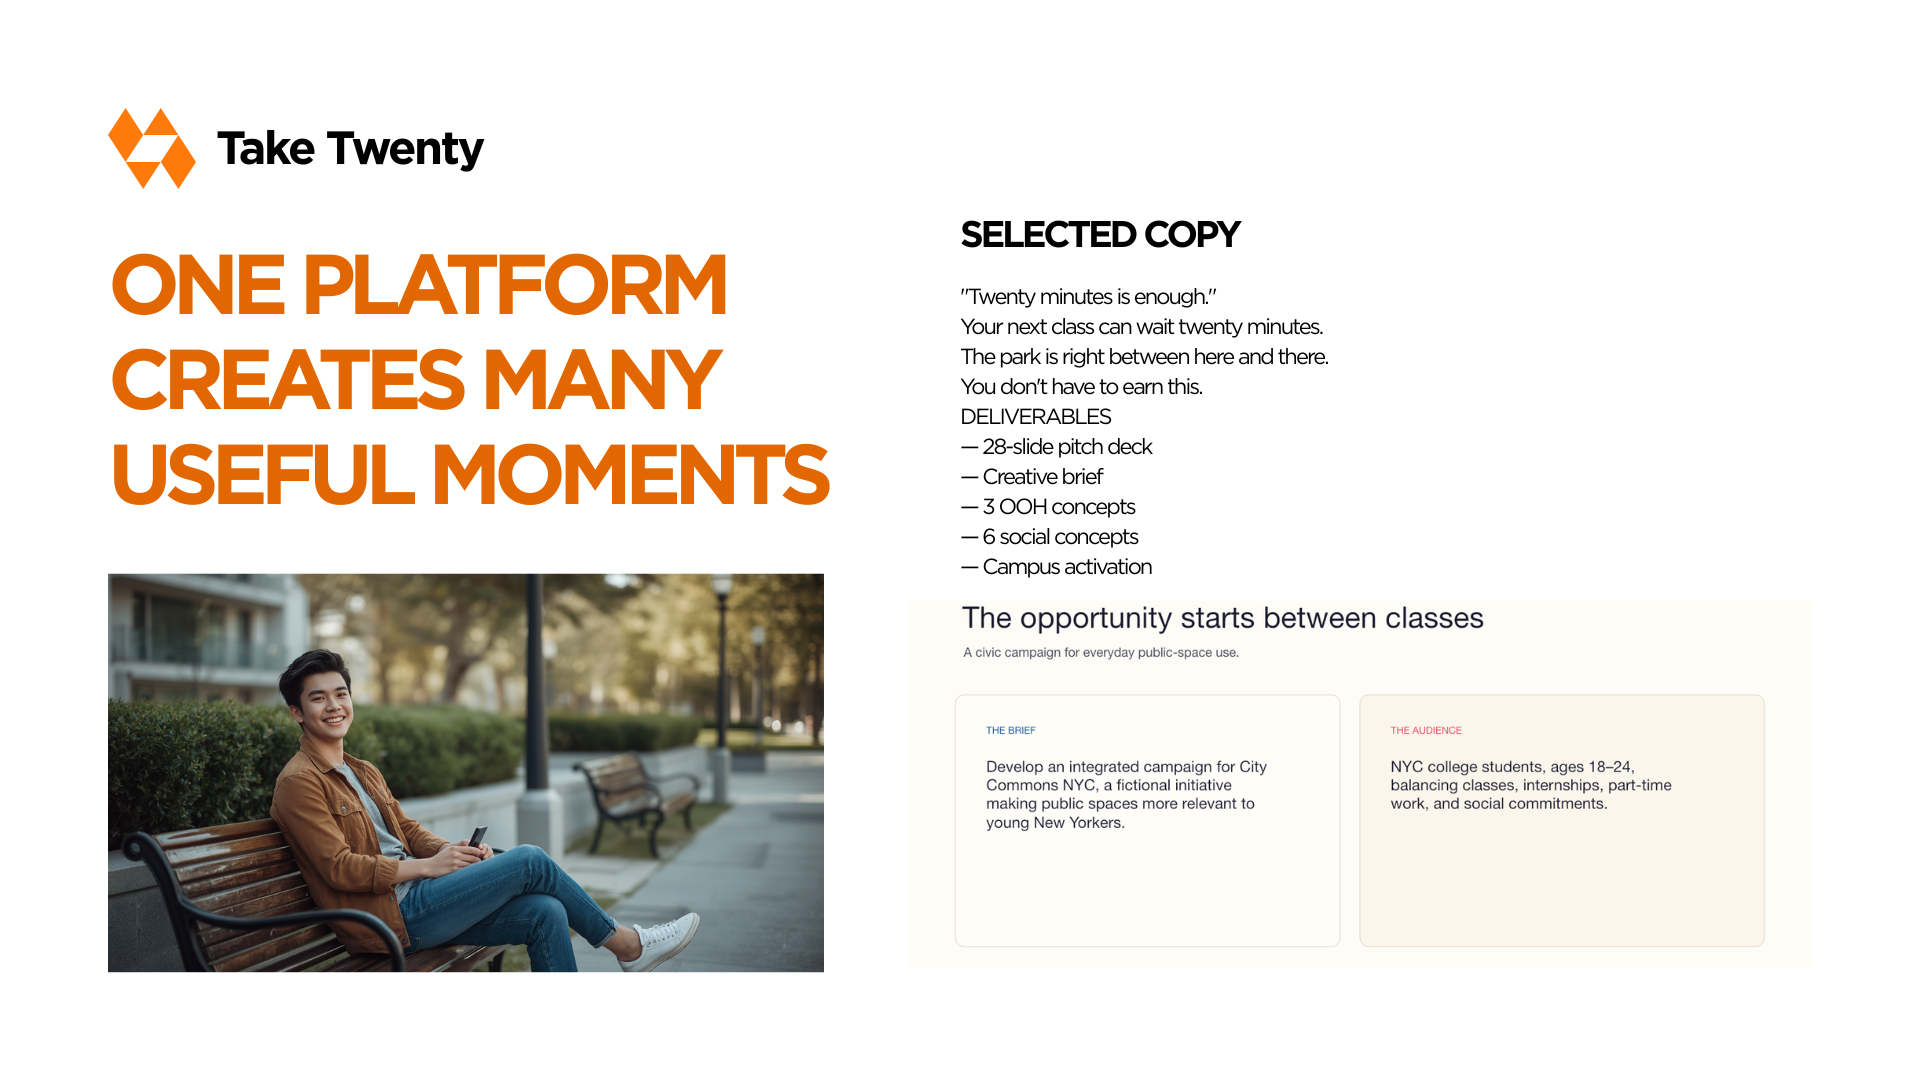 Take Twenty
ONE PLATFORM
CREATES MANY
USEFUL MOMENTS
SELECTED COPY
"Twenty minutes is enough."
Your next class can wait twenty minutes.
The park is right between here and there.
You don't have to earn this.
DELIVERABLES
— 28-slide pitch deck
— Creative brief
— 3 OOH concepts
— 6 social concepts
— Campus activation
The opportunity starts between classes
A civic campaign for everyday public-space use.
THE BRIEF
Develop an integrated campaign for City
Commons NYC, a fictional initiative
making public spaces more relevant to
young New Yorkers.
THE AUDIENCE
NYC college students, ages 18–24,
balancing classes, internships, part-time
work, and social commitments.